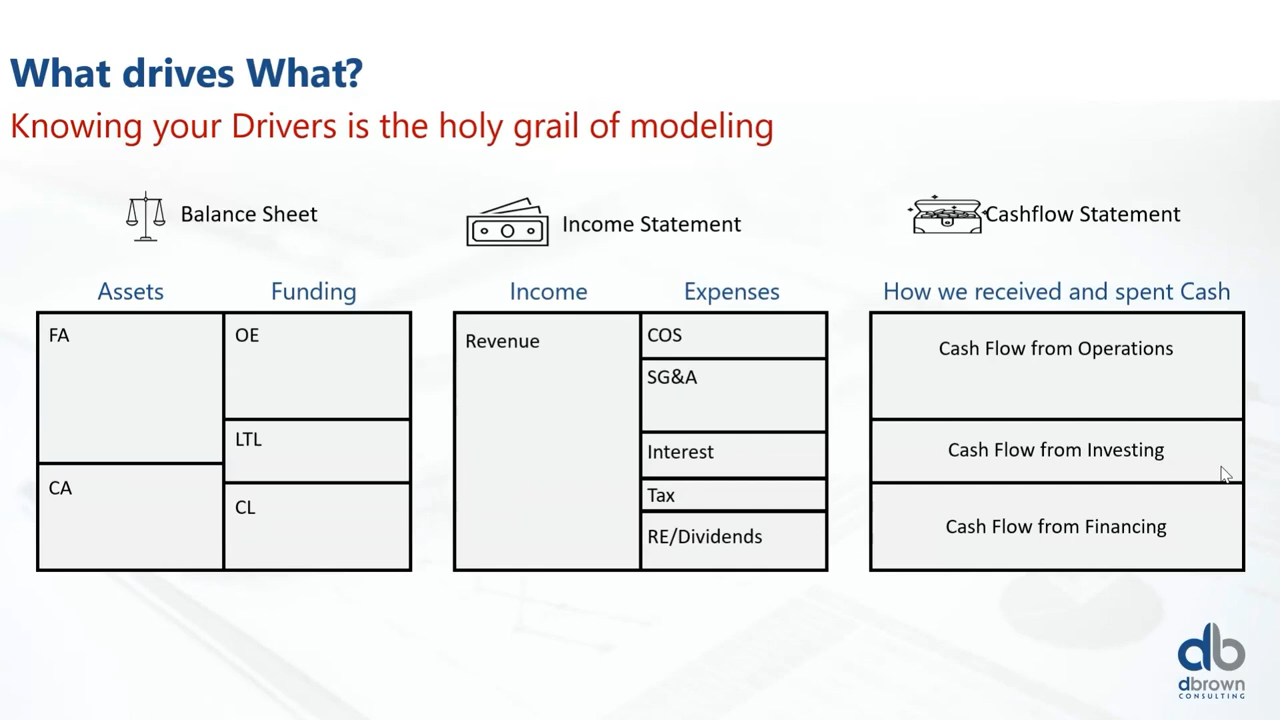 What drives What?
Knowing your Drivers is the holy grail of modeling
Balance Sheet
Income Statement
Cashflow Statement
Assets
Funding
Income
Expenses
How we received and spent Cash
FA
CA
OE
LTL
CL
Revenue
COS
SG&A
Interest
Tax
RE/Dividends
Cash Flow from Operations
Cash Flow from Investing
Cash Flow from Financing
db
dbrown
CONSULTING